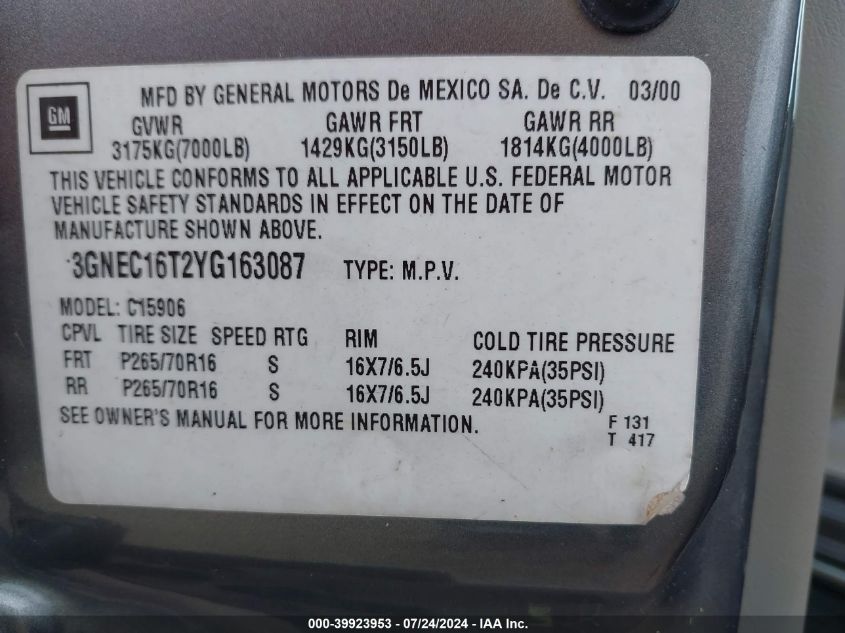 GM
MFD BY GENERAL MOTORS De MEXICO SA. De C.V. 03/00
GVWR GAWR FRT GAWR RR
3175KG(7000LB) 1429KG(3150LB) 1814KG(4000LB)
THIS VEHICLE CONFORMS TO ALL APPLICABLE U.S. FEDERAL MOTOR
VEHICLE SAFETY STANDARDS IN EFFECT ON THE DATE OF
MANUFACTURE SHOWN ABOVE.
3GNEC16T2YG163087 TYPE: M.P.V.
MODEL: C15906
CPVL TIRE SIZE SPEED RTG RIM COLD TIRE PRESSURE
FRT P265/70R16 S 16X7/6.5J 240KPA(35PSI)
RR P265/70R16 S 16X7/6.5J 240KPA(35PSI)
SEE OWNER'S MANUAL FOR MORE INFORMATION.
F 131
T 417
000-39923953 / 07/24/2024 - IAA Inc.